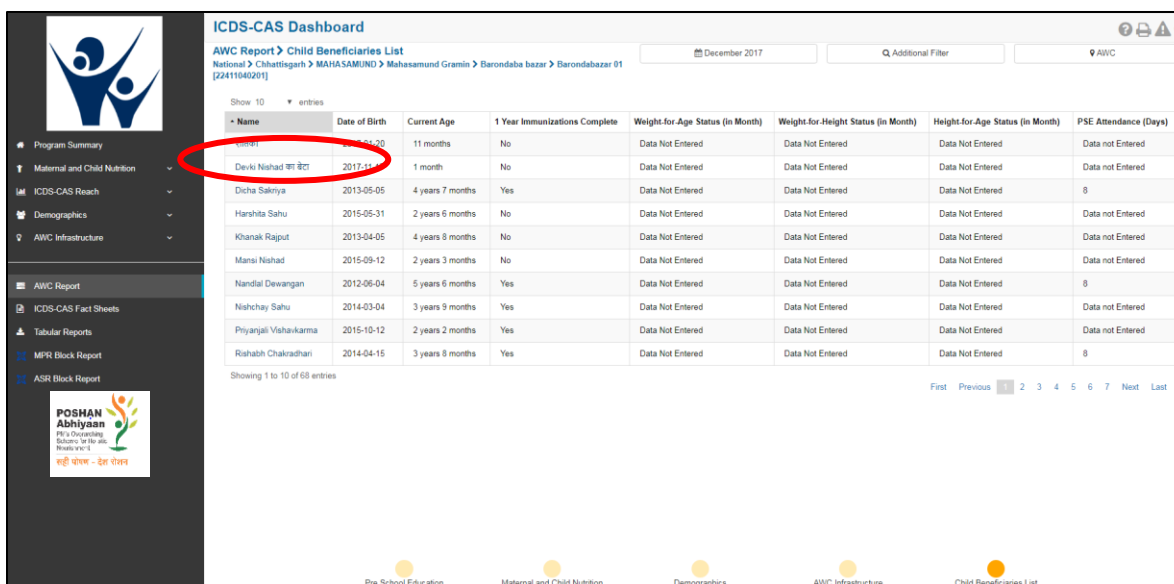 ICDS-CAS Dashboard
AWC Report > Child Beneficiaries List
National > Chhattisgarh > MAHASAMUND > Mahasamund Gramin > Barondaba bazar > Barondabazar 01
[22411040201]
December 2017
Additional Filter
AWC
Program Summary
Maternal and Child Nutrition
ICDS-CAS Reach
Demographics
AWC Infrastructure
AWC Report
ICDS-CAS Fact Sheets
Tabular Reports
MPR Block Report
ASR Block Report
POSHAN
Abhiyaan
PM's Overarching
सही पोषण - देश रोशन
Show 10 entries
Name Date of Birth Current Age 1 Year Immunizations Complete Weight-for-Age Status (in Month) Weight-for-Height Status (in Month) Height-for-Age Status (in Month) PSE Attendance (Days)
11 months No Data Not Entered Data Not Entered Data Not Entered Data not Entered
Devki Nishad का बेटा 1 month No Data Not Entered Data Not Entered Data Not Entered Data not Entered
Dicha Sakriya 2013-05-05 4 years 7 months Yes Data Not Entered Data Not Entered Data Not Entered 8
Harshita Sahu 2015-05-31 2 years 6 months No Data Not Entered Data Not Entered Data Not Entered Data not Entered
Khanak Rajput 2013-04-05 4 years 8 months No Data Not Entered Data Not Entered Data Not Entered Data not Entered
Mansi Nishad 2015-09-12 2 years 3 months No Data Not Entered Data Not Entered Data Not Entered Data not Entered
Nandlal Dewangan 2012-06-04 5 years 6 months Yes Data Not Entered Data Not Entered Data Not Entered 8
Nishchay Sahu 2014-03-04 3 years 9 months Yes Data Not Entered Data Not Entered Data Not Entered Data not Entered
Priyanjali Vishavkarma 2015-10-12 2 years 2 months Yes Data Not Entered Data Not Entered Data Not Entered Data not Entered
Rishabh Chakradhari 2014-04-15 3 years 8 months Yes Data Not Entered Data Not Entered Data Not Entered 8
Showing 1 to 10 of 68 entries
First Previous 1 2 3 4 5 6 7 Next Last
Pre School Education Maternal and Child Nutrition Demographics AWC Infrastructure Child Beneficiaries List